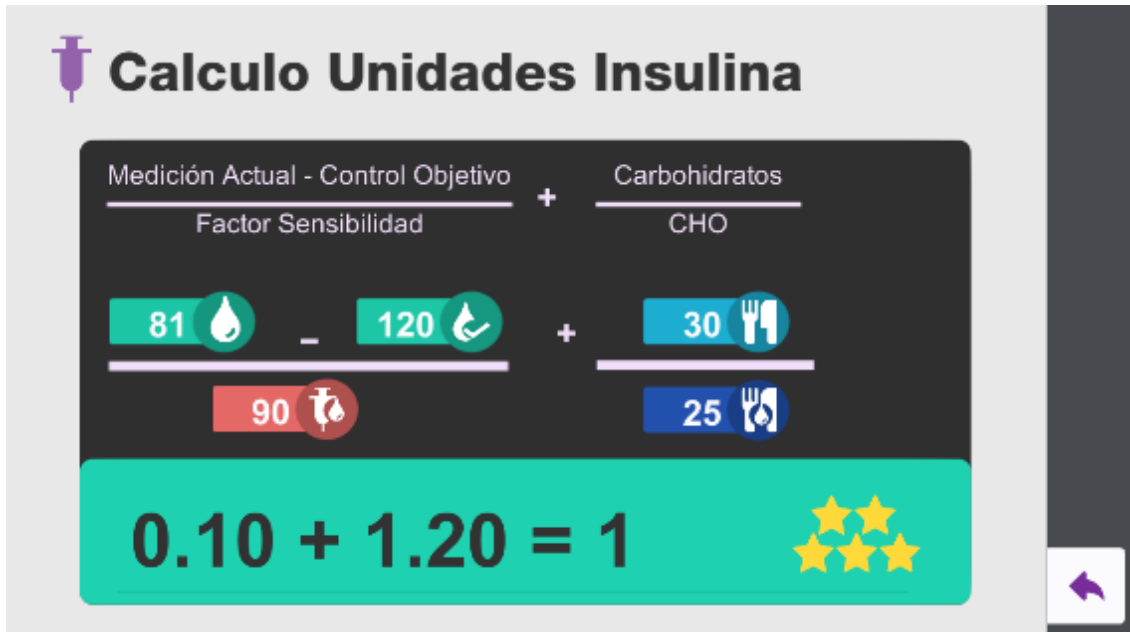 Calculo Unidades Insulina
Medición Actual - Control Objetivo + Carbohidratos
Factor Sensibilidad CHO
81 - 120 + 30
90 25
0.10 + 1.20 = 1